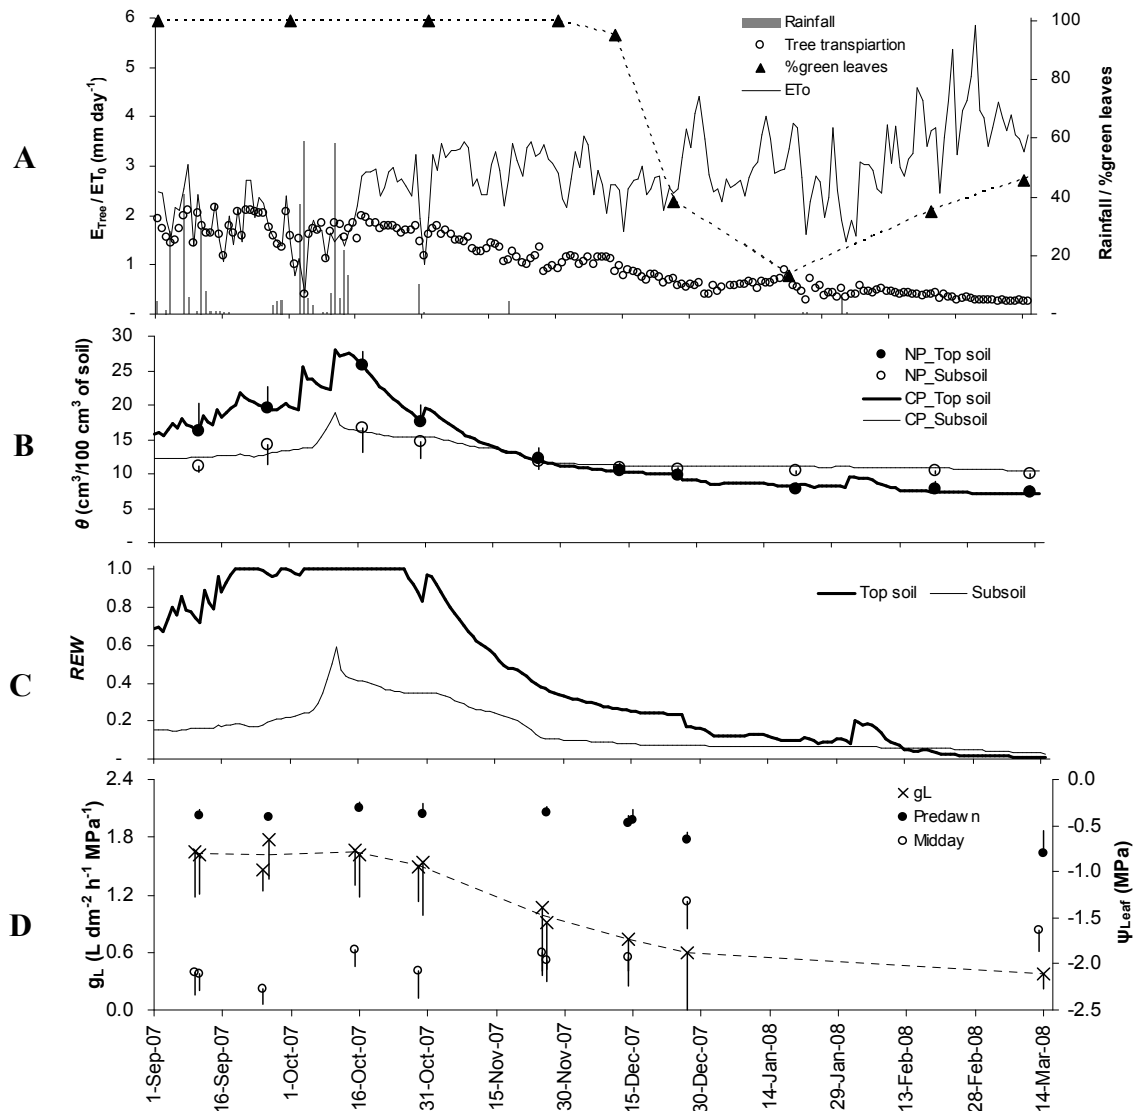 A
E_Tree / ET_0 (mm day⁻¹)
6
5
4
3
2
1
-
Rainfall
Tree transpiartion
%green leaves
ETo
100
80
60
40
20
-
Rainfall / %green leaves
B
θ (cm³/100 cm³ of soil)
30
25
20
15
10
5
-
NP_Top soil
NP_Subsoil
CP_Top soil
CP_Subsoil
C
REW
1.0
0.8
0.6
0.4
0.2
-
Top soil
Subsoil
D
g_L (L dm⁻² h⁻¹ MPa⁻¹)
2.4
1.8
1.2
0.6
0.0
gL
Predawn
Midday
0.0
-0.5
-1.0
-1.5
-2.0
-2.5
Ψ_Leaf (MPa)
1-Sep-07
16-Sep-07
1-Oct-07
16-Oct-07
31-Oct-07
15-Nov-07
30-Nov-07
15-Dec-07
30-Dec-07
14-Jan-08
29-Jan-08
13-Feb-08
28-Feb-08
14-Mar-08